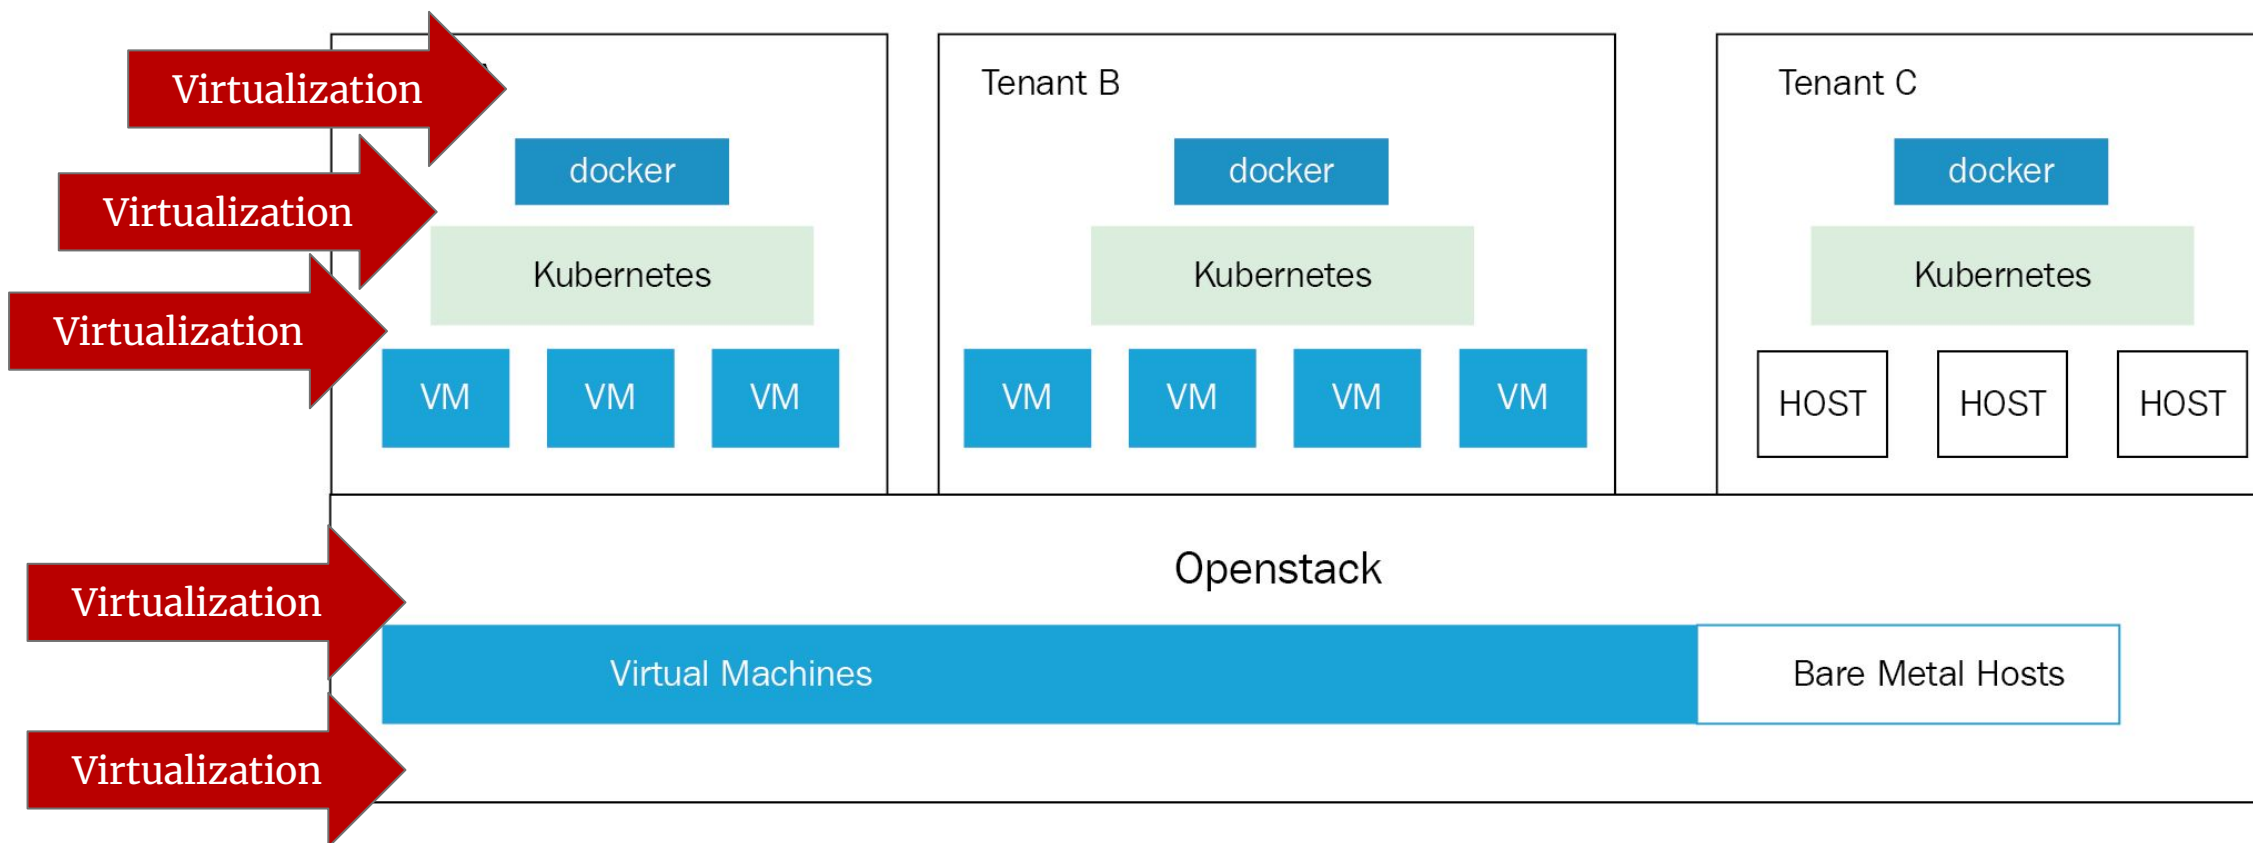 Virtualization
Tenant B
Tenant C
Virtualization
docker
docker
docker
Virtualization
Kubernetes
Kubernetes
Kubernetes
VM
VM
VM
VM
VM
VM
VM
HOST
HOST
HOST
Openstack
Virtualization
Virtual Machines
Bare Metal Hosts
Virtualization